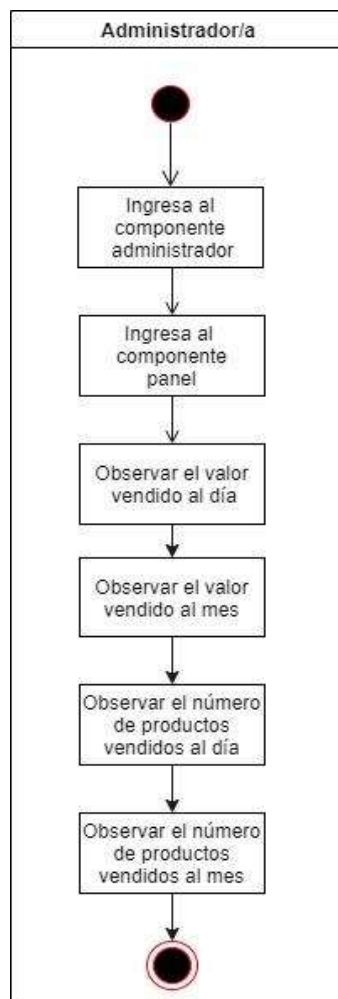 Administrador/a
Ingresa al
componente
administrador
Ingresa al
componente
panel
Observar el valor
vendido al día
Observar el valor
vendido al mes
Observar el número
de productos
vendidos al día
Observar el número
de productos
vendidos al mes